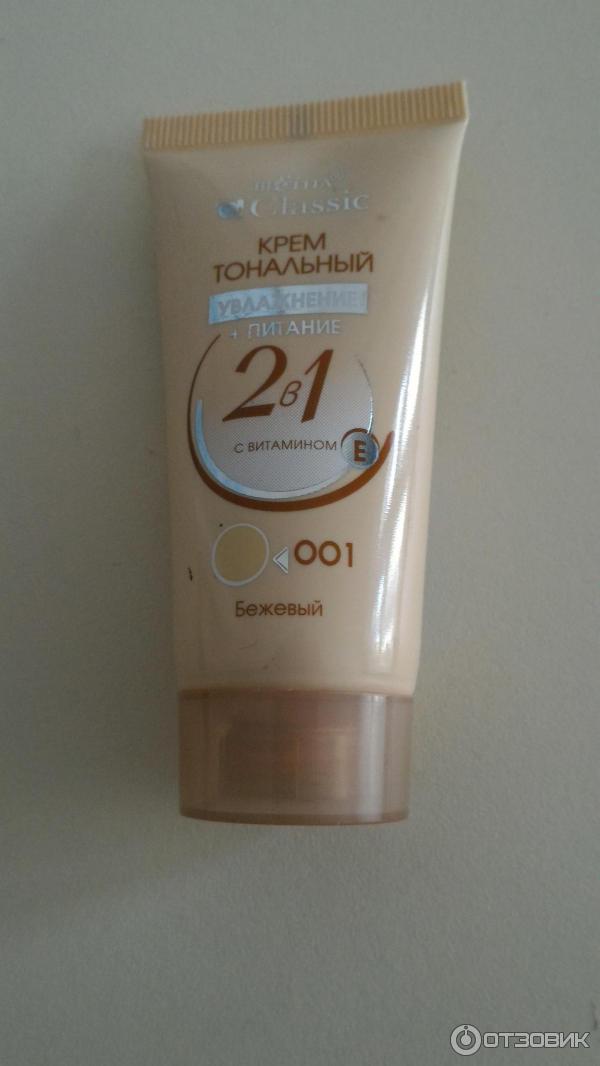 Classic
КРЕМ
ТОНАЛЬНЫЙ
УВЛАЖНЕНИЕ
+ ПИТАНИЕ
2в1
С ВИТАМИНОМ E
001
Бежевый
ОТЗОВИК